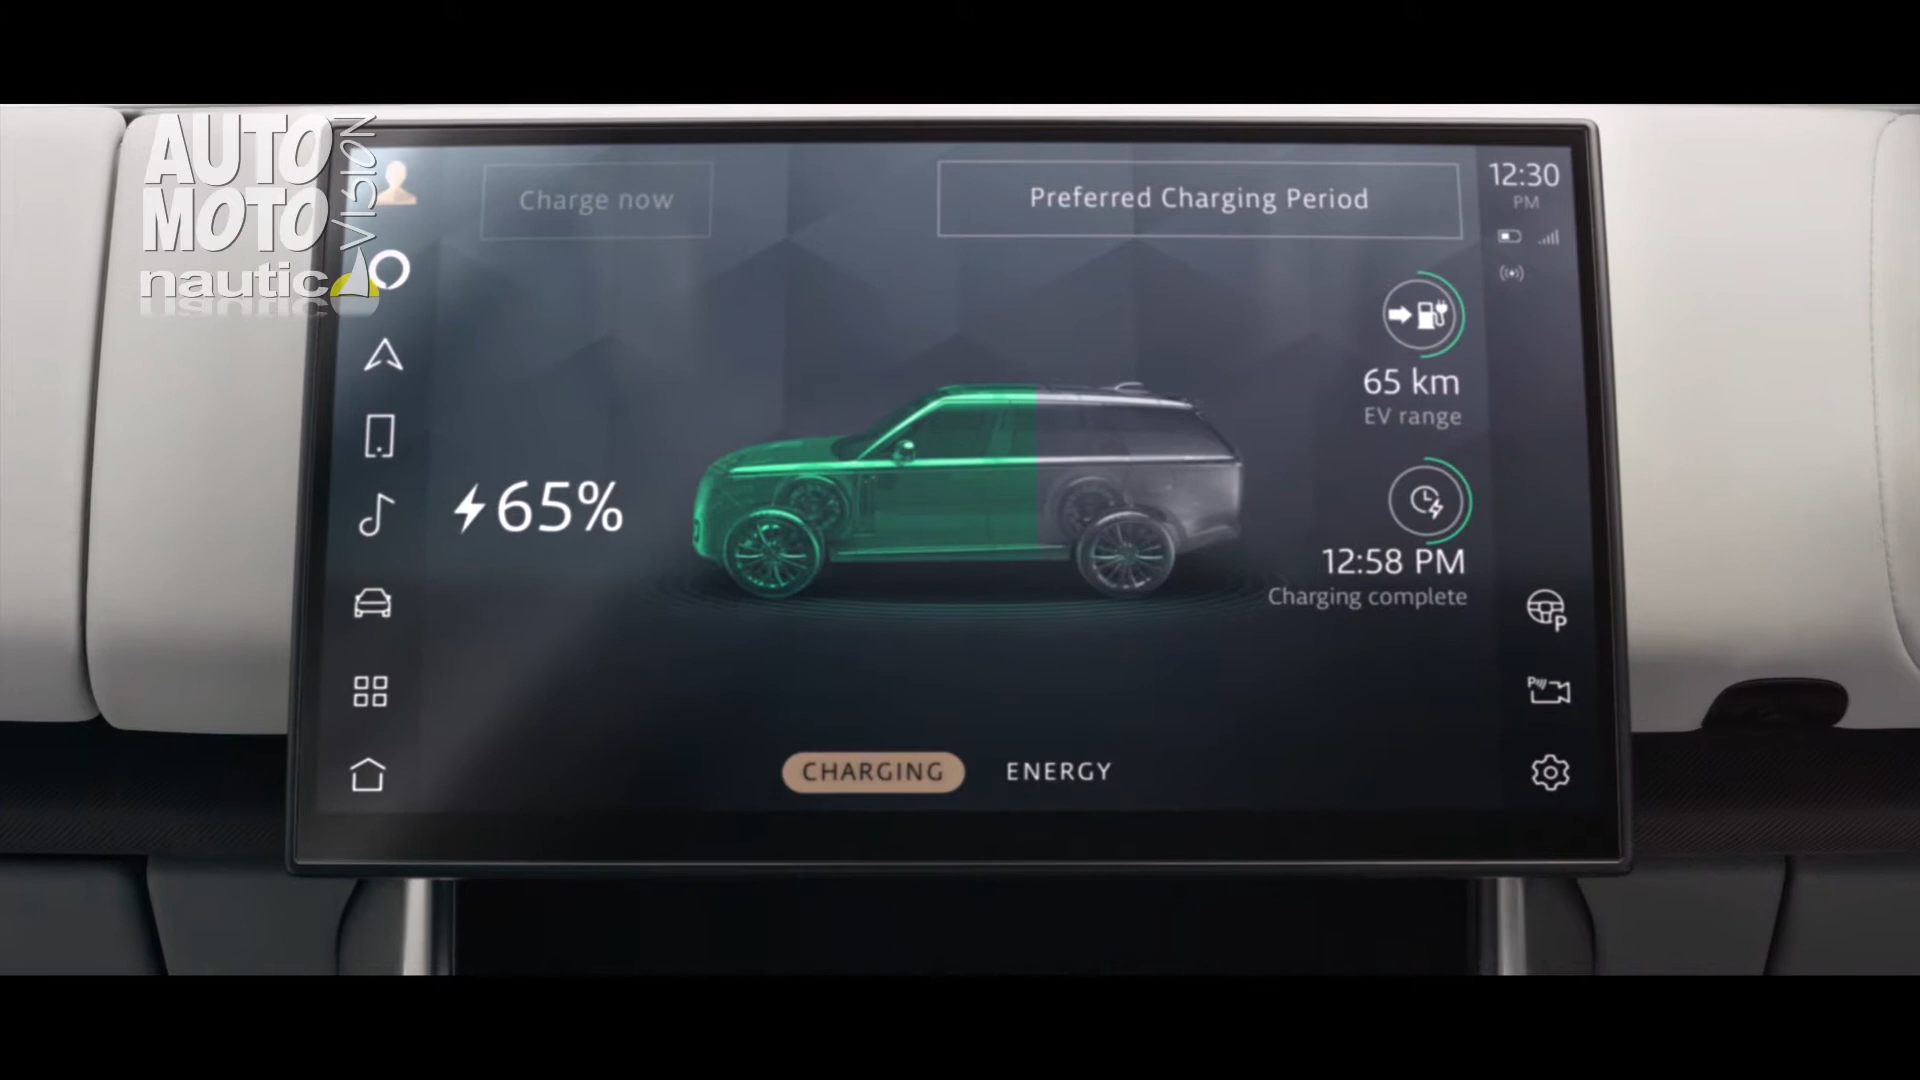 AUTO
MOTO
VISION
nautic
Charge now
Preferred Charging Period
12:30
PM
65 km
EV range
65%
12:58 PM
Charging complete
P
P
CHARGING
ENERGY